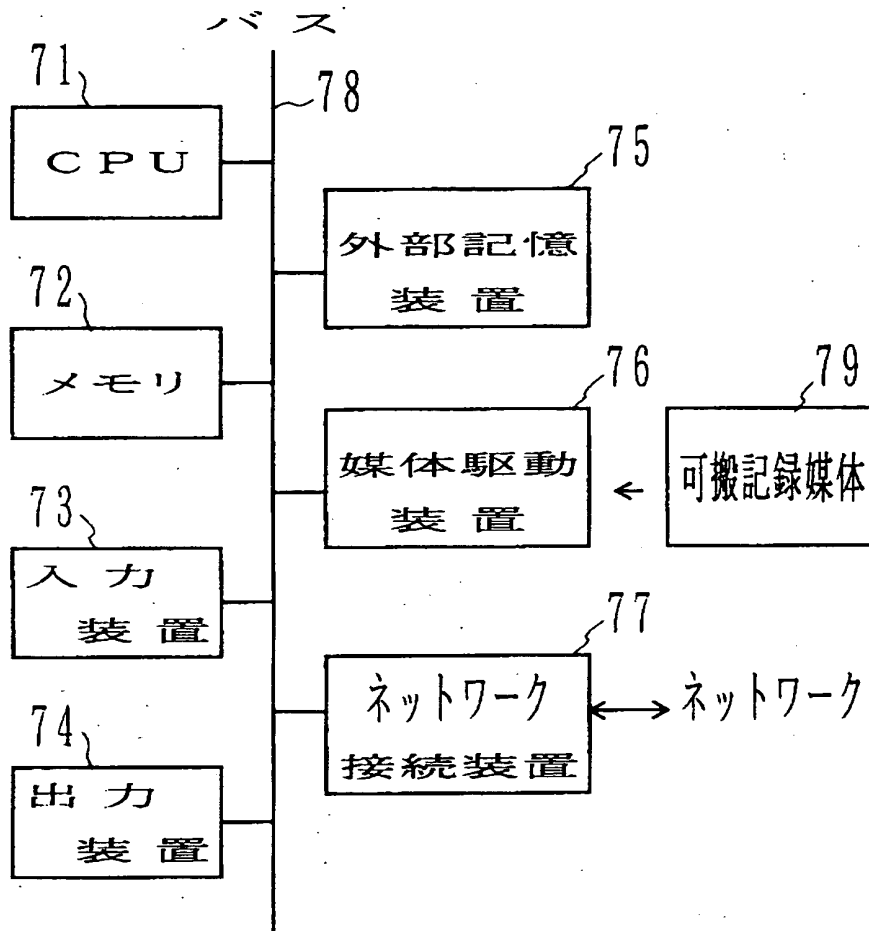 バス
71
78
CPU
75
外部記憶
装置
72
メモリ
76
媒体駆動
装置
79
可搬記録媒体
73
入力
装置
77
ネットワーク
接続装置
ネットワーク
74
出力
装置